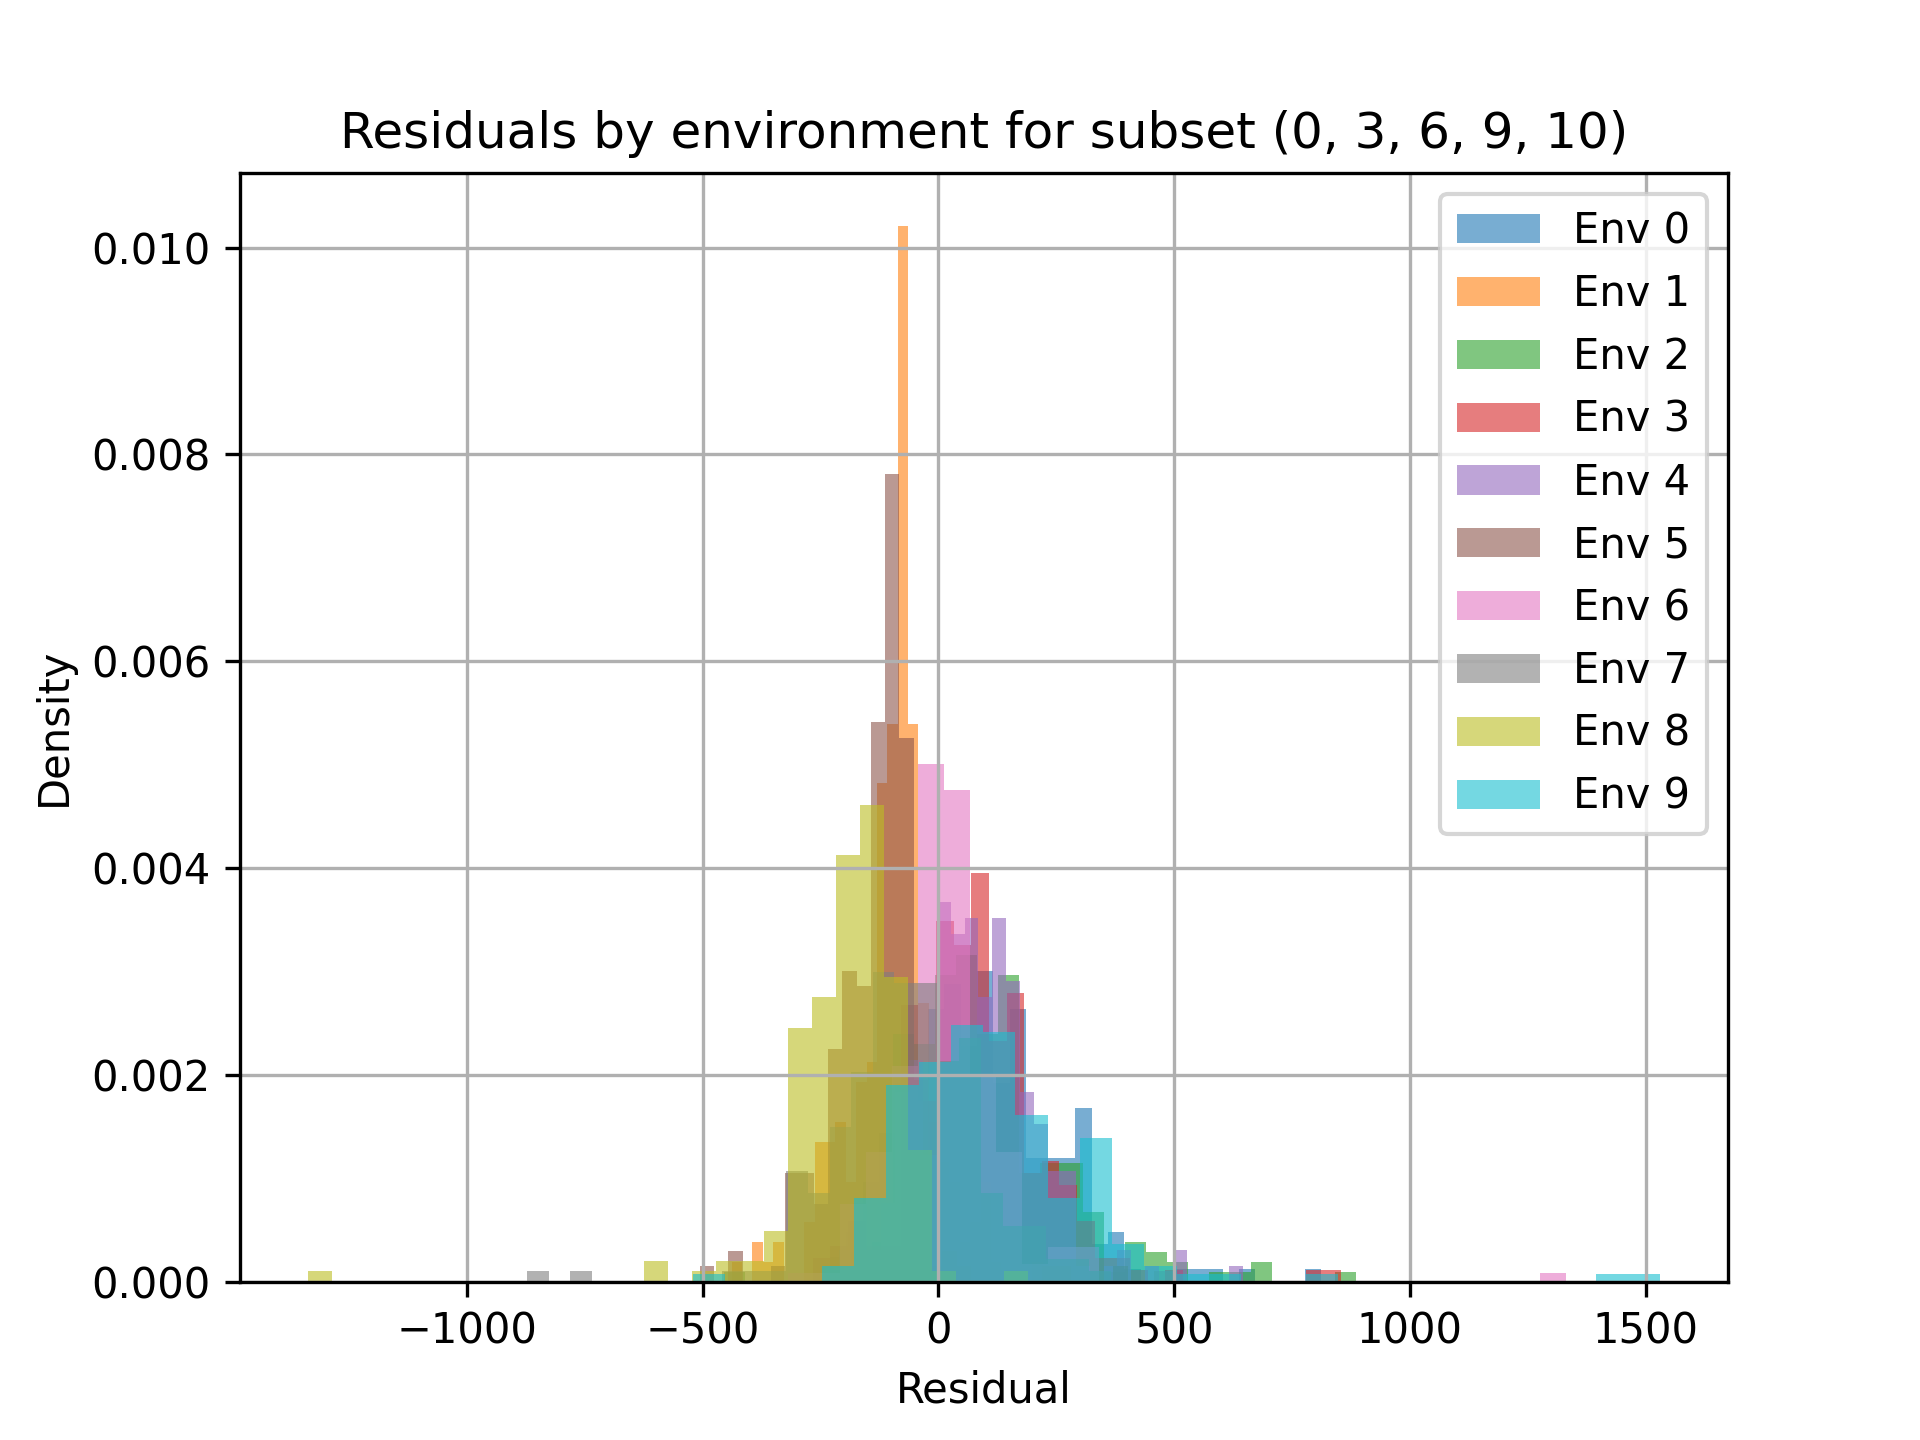 Residuals by environment for subset (0, 3, 6, 9, 10)
0.010
0.008
0.006
0.004
0.002
0.000
Density
−1000
−500
0
500
1000
1500
Residual
Env 0
Env 1
Env 2
Env 3
Env 4
Env 5
Env 6
Env 7
Env 8
Env 9